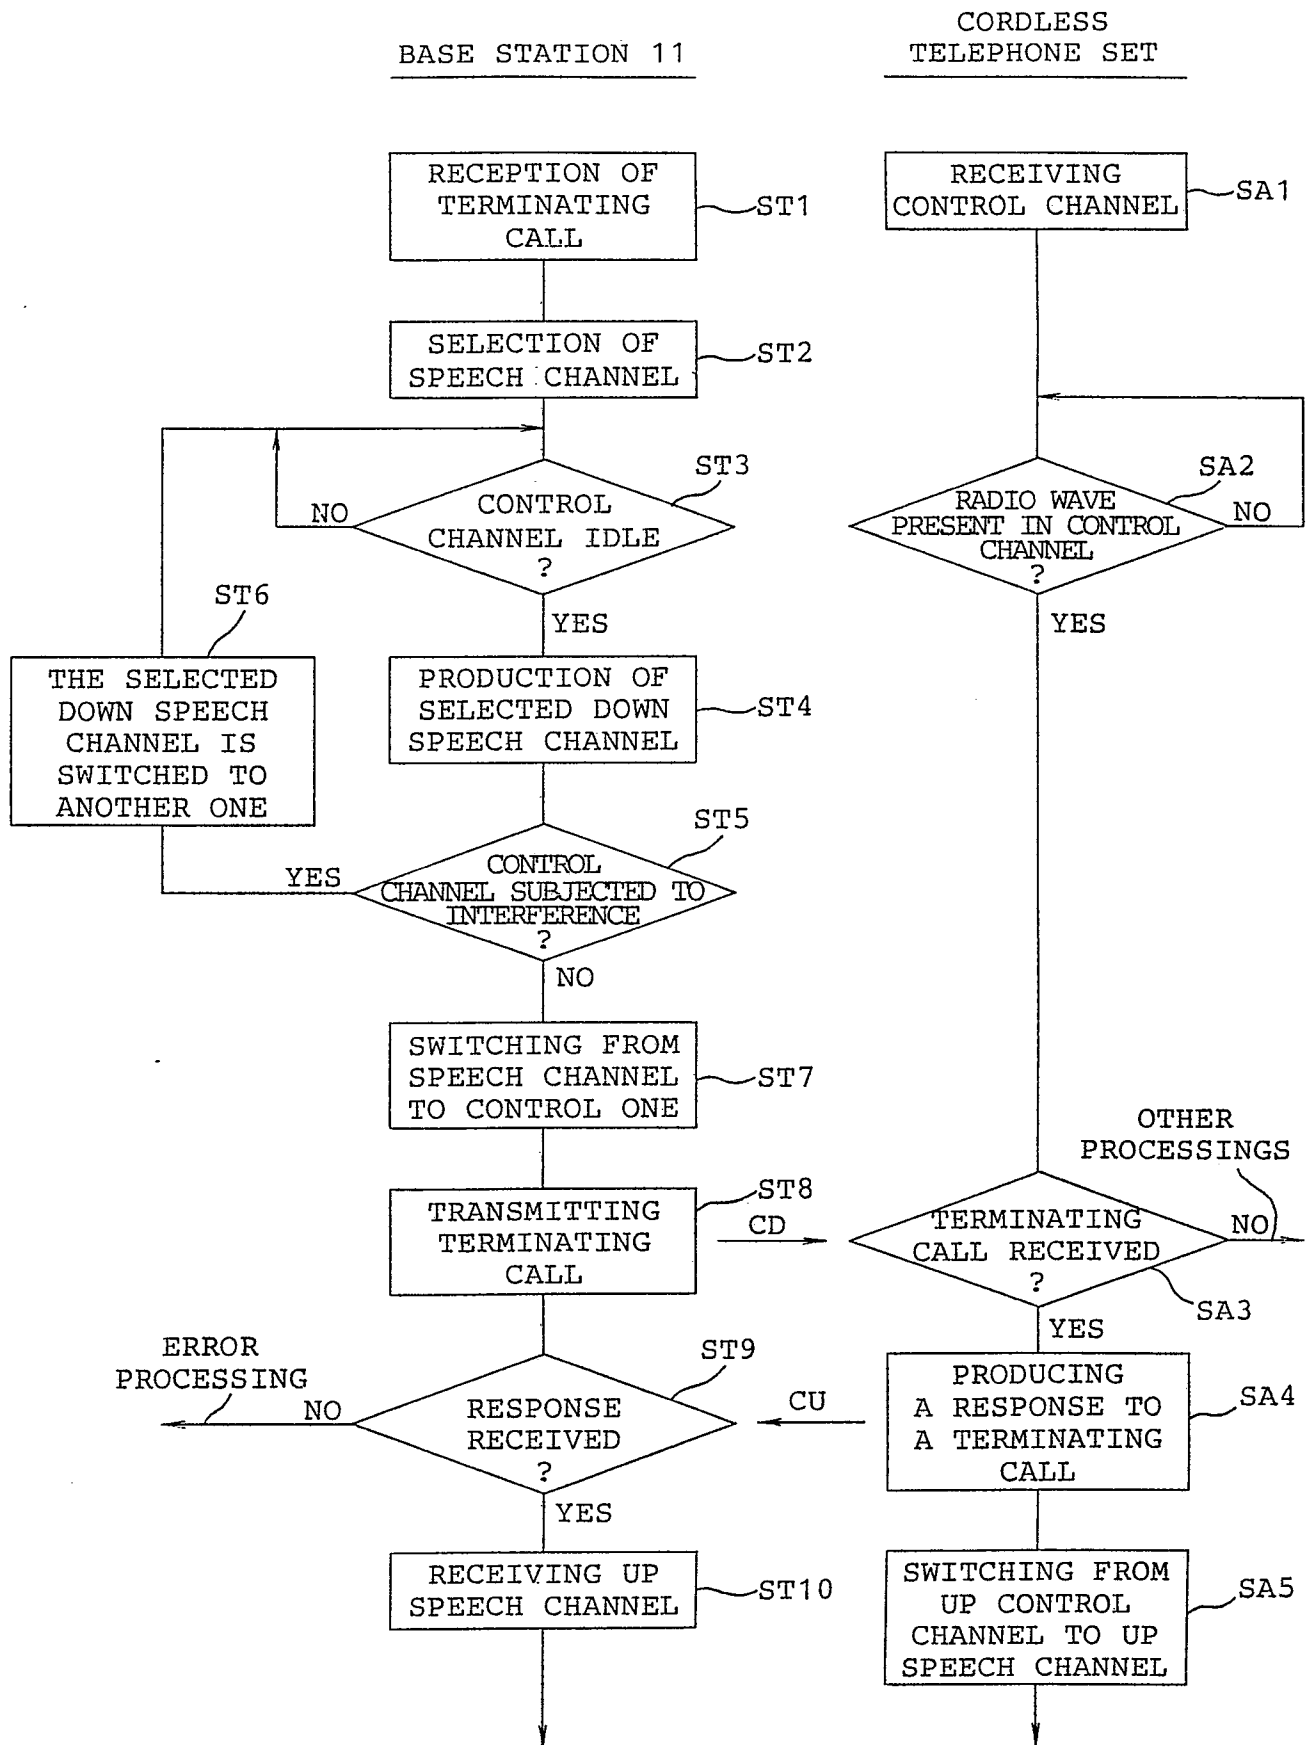 BASE STATION 11
CORDLESS
TELEPHONE SET
RECEPTION OF
TERMINATING
CALL
ST1
SELECTION OF
SPEECH CHANNEL
ST2
CONTROL
CHANNEL IDLE
?
ST3
NO
YES
PRODUCTION OF
SELECTED DOWN
SPEECH CHANNEL
ST4
CONTROL
CHANNEL SUBJECTED TO
INTERFERENCE
?
ST5
YES
NO
ST6
THE SELECTED
DOWN SPEECH
CHANNEL IS
SWITCHED TO
ANOTHER ONE
SWITCHING FROM
SPEECH CHANNEL
TO CONTROL ONE
ST7
TRANSMITTING
TERMINATING
CALL
ST8
CD
RESPONSE
RECEIVED
?
ST9
ERROR
PROCESSING
NO
YES
CU
RECEIVING UP
SPEECH CHANNEL
ST10
RECEIVING
CONTROL CHANNEL
SA1
RADIO WAVE
PRESENT IN CONTROL
CHANNEL
?
SA2
NO
YES
TERMINATING
CALL RECEIVED
?
SA3
OTHER
PROCESSINGS
NO
YES
PRODUCING
A RESPONSE TO
A TERMINATING
CALL
SA4
SWITCHING FROM
UP CONTROL
CHANNEL TO UP
SPEECH CHANNEL
SA5